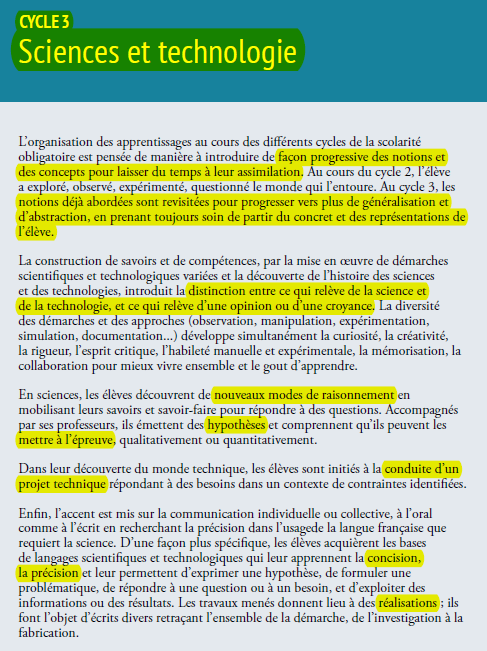 CYCLE 3
Sciences et technologie
L'organisation des apprentissages au cours des différents cycles de la scolarité
obligatoire est pensée de manière à introduire de façon progressive des notions et
des concepts pour laisser du temps à leur assimilation. Au cours du cycle 2, l'élève
a exploré, observé, expérimenté, questionné le monde qui l'entoure. Au cycle 3, les
notions déjà abordées sont revisitées pour progresser vers plus de généralisation et
d'abstraction, en prenant toujours soin de partir du concret et des représentations de
l'élève.
La construction de savoirs et de compétences, par la mise en œuvre de démarches
scientifiques et technologiques variées et la découverte de l'histoire des sciences
et des technologies, introduit la distinction entre ce qui relève de la science et
de la technologie, et ce qui relève d'une opinion ou d'une croyance. La diversité
des démarches et des approches (observation, manipulation, expérimentation,
simulation, documentation...) développe simultanément la curiosité, la créativité,
la rigueur, l'esprit critique, l'habileté manuelle et expérimentale, la mémorisation, la
collaboration pour mieux vivre ensemble et le gout d'apprendre.
En sciences, les élèves découvrent de nouveaux modes de raisonnement en
mobilisant leurs savoirs et savoir-faire pour répondre à des questions. Accompagnés
par ses professeurs, ils émettent des hypothèses et comprennent qu'ils peuvent les
mettre à l'épreuve, qualitativement ou quantitativement.
Dans leur découverte du monde technique, les élèves sont initiés à la conduite d'un
projet technique répondant à des besoins dans un contexte de contraintes identifiées.
Enfin, l'accent est mis sur la communication individuelle ou collective, à l'oral
comme à l'écrit en recherchant la précision dans l'usagede la langue française que
requiert la science. D'une façon plus spécifique, les élèves acquièrent les bases
de langages scientifiques et technologiques qui leur apprennent la concision,
la précision et leur permettent d'exprimer une hypothèse, de formuler une
problématique, de répondre à une question ou à un besoin, et d'exploiter des
informations ou des résultats. Les travaux menés donnent lieu à des réalisations ; ils
font l'objet d'écrits divers retraçant l'ensemble de la démarche, de l'investigation à la
fabrication.